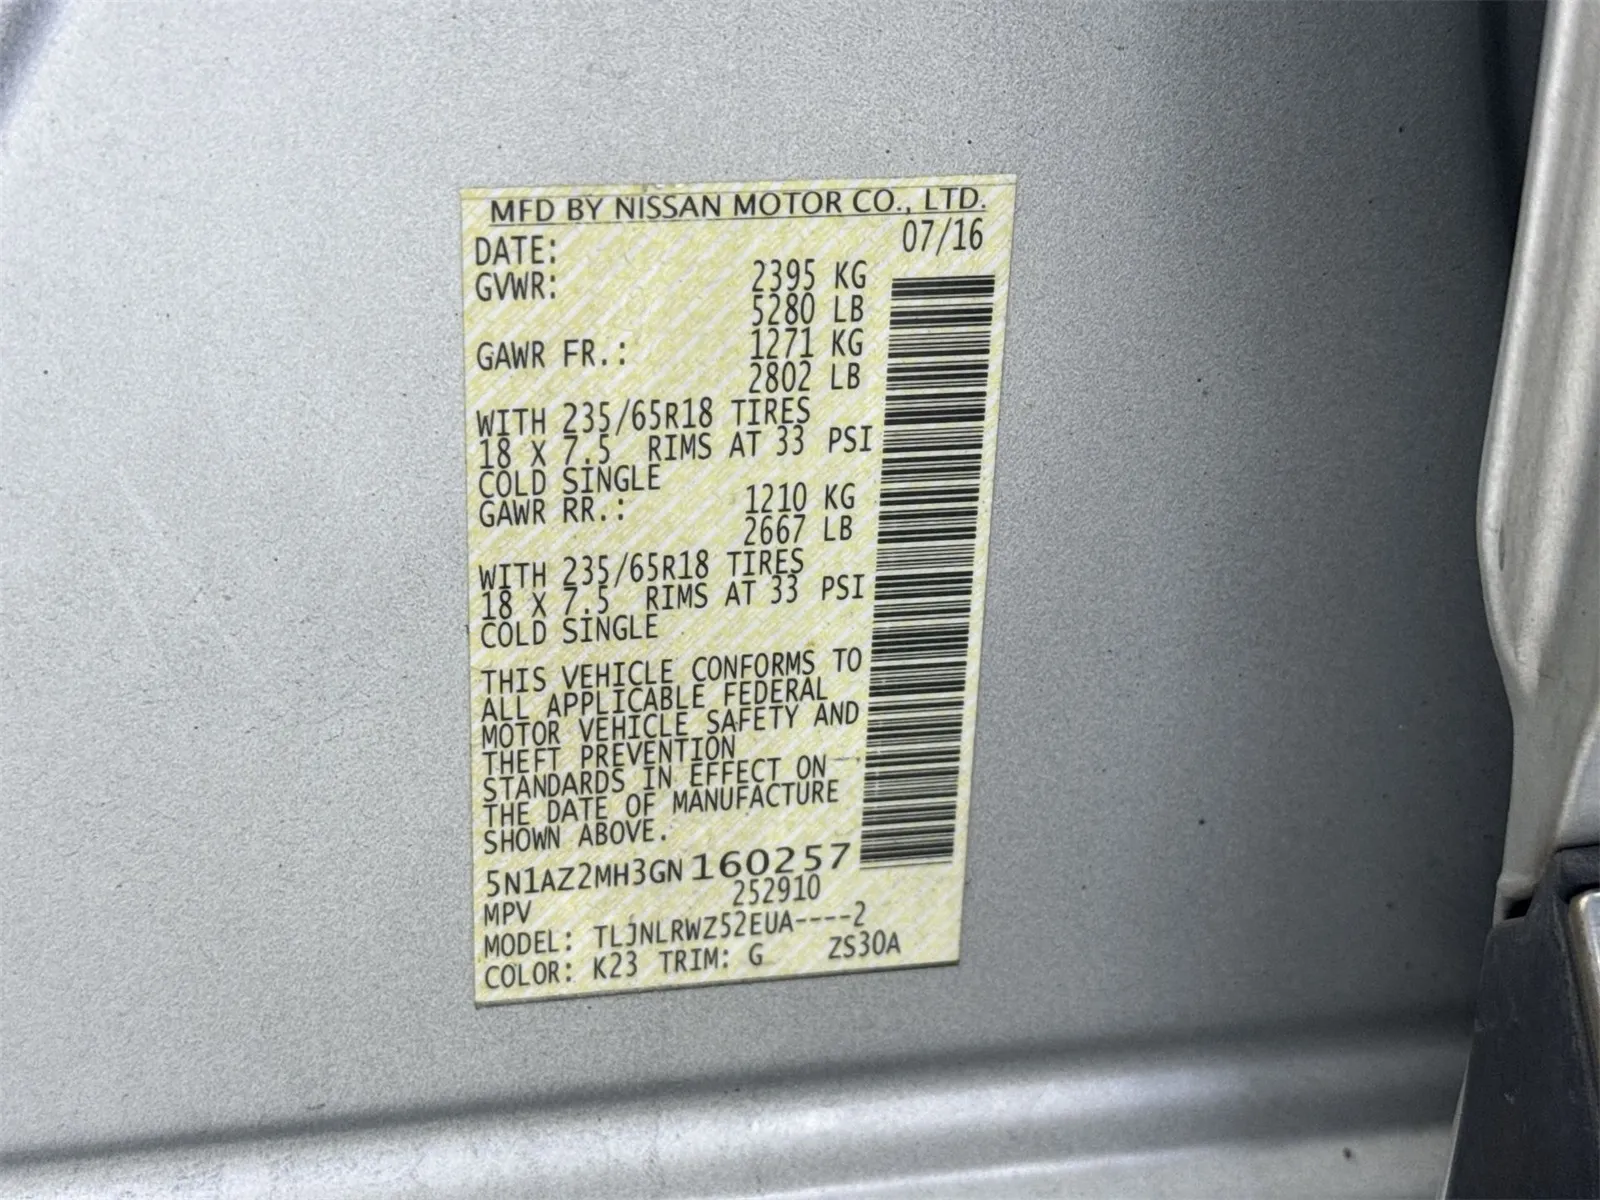 MFD BY NISSAN MOTOR CO., LTD.
DATE: 07/16
GVWR: 2395 KG
5280 LB
GAWR FR.: 1271 KG
2802 LB
WITH 235/65R18 TIRES
18 X 7.5 RIMS AT 33 PSI
COLD SINGLE
GAWR RR.: 1210 KG
2667 LB
WITH 235/65R18 TIRES
18 X 7.5 RIMS AT 33 PSI
COLD SINGLE
THIS VEHICLE CONFORMS TO
ALL APPLICABLE FEDERAL
MOTOR VEHICLE SAFETY AND
THEFT PREVENTION
STANDARDS IN EFFECT ON
THE DATE OF MANUFACTURE
SHOWN ABOVE.
5N1AZ2MH3GN160257
MPV 252910
MODEL: TLJNLRWZ52EUA----2
COLOR: K23 TRIM: G ZS30A